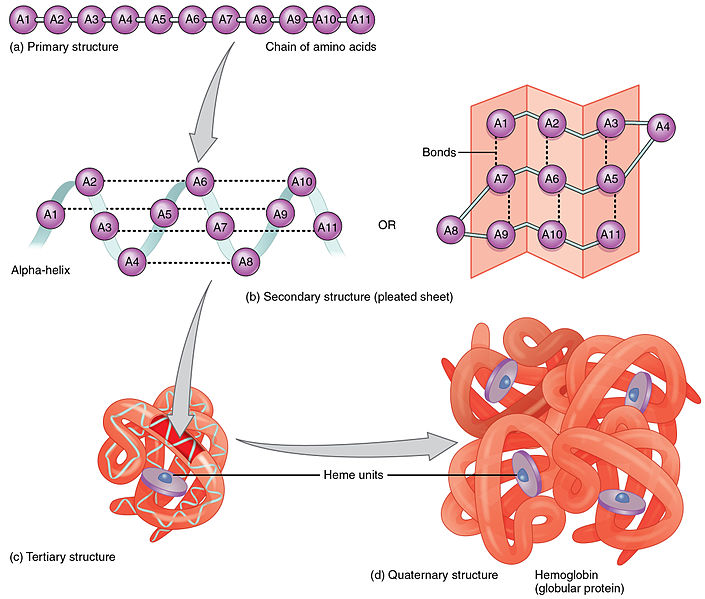 A1 A2 A3 A4 A5 A6 A7 A8 A9 A10 A11
(a) Primary structure
Chain of amino acids
A2 A6 A10
A1 A5 A9
A3 A7 A11
A4 A8
Alpha-helix
OR
A1 A2 A3 A4
Bonds
A7 A6 A5
A8
A9 A10 A11
(b) Secondary structure (pleated sheet)
Heme units
(c) Tertiary structure
(d) Quaternary structure
Hemoglobin
(globular protein)